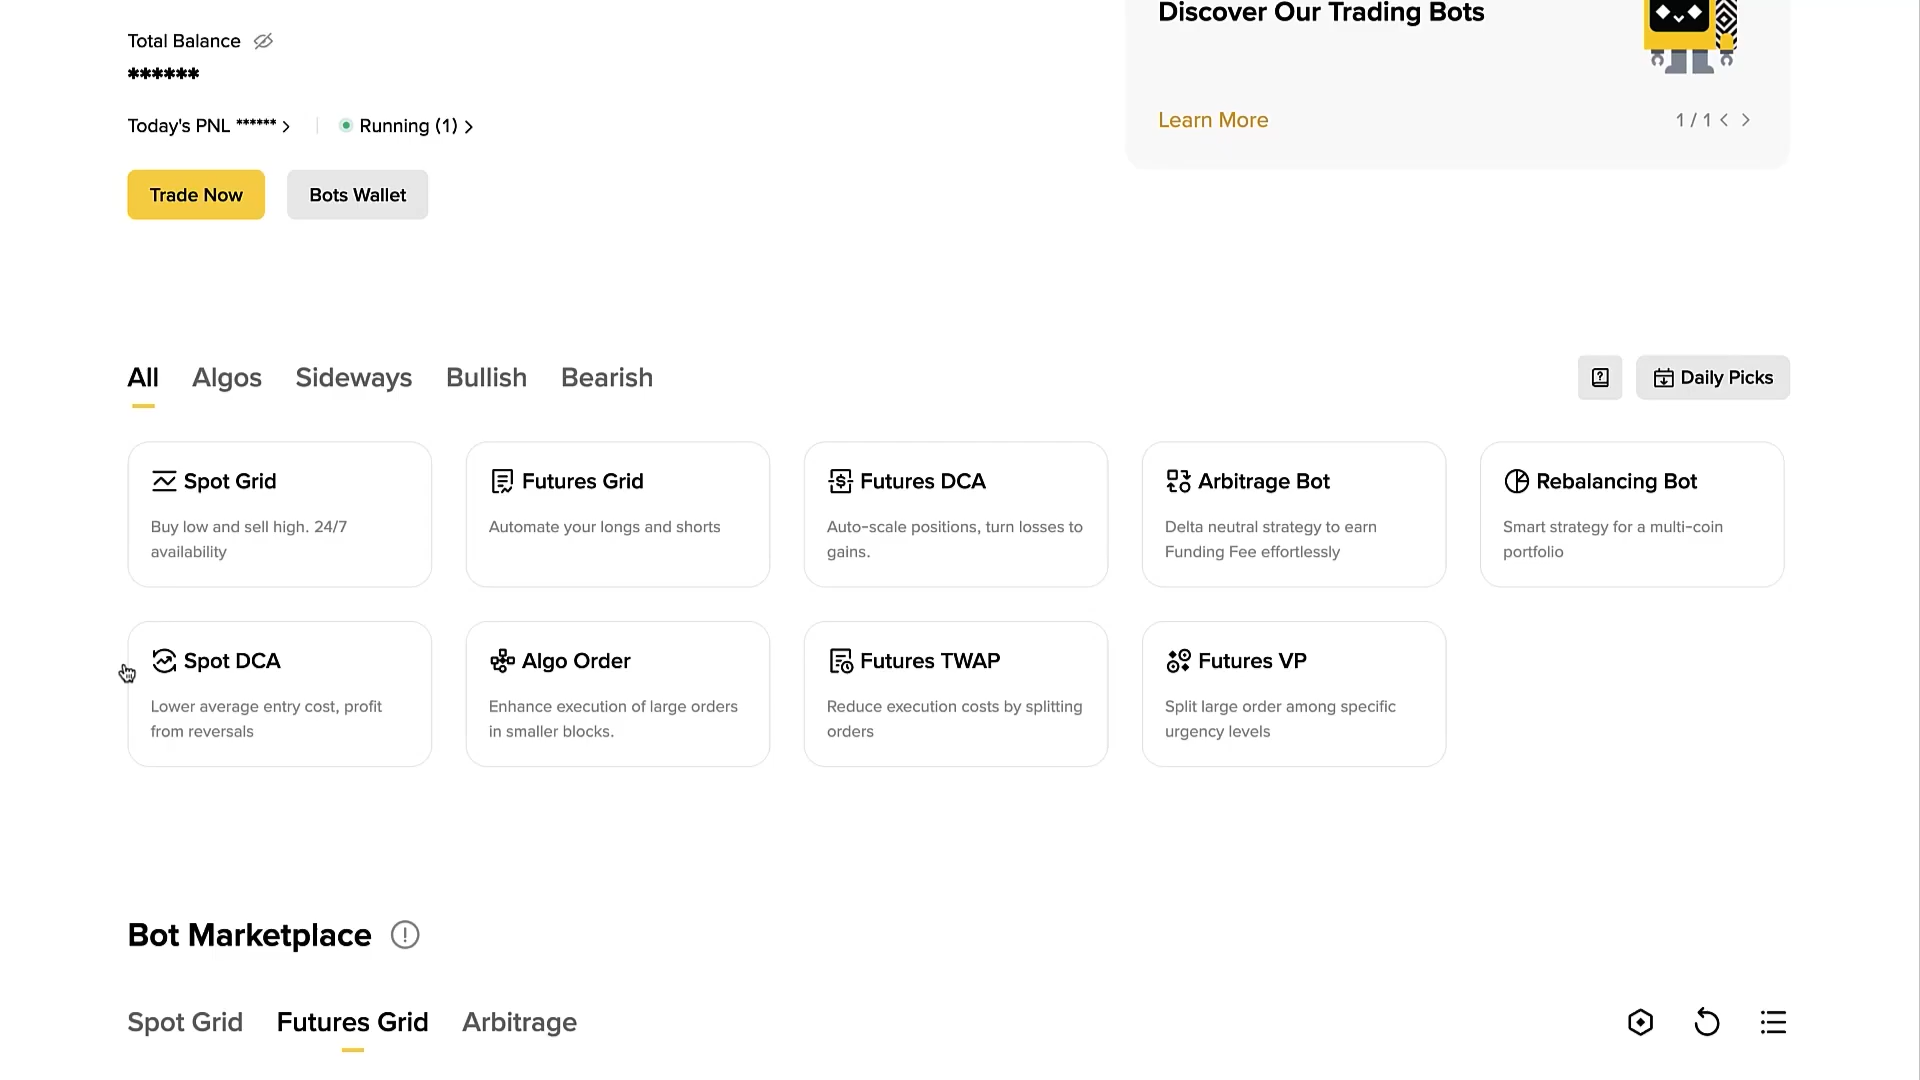 Discover Our Trading Bots
Total Balance
******
Today's PNL ****** Running (1)
Learn More
1 / 1
Trade Now
Bots Wallet
All Algos Sideways Bullish Bearish
Daily Picks
Spot Grid
Buy low and sell high. 24/7
availability
Futures Grid
Automate your longs and shorts
Futures DCA
Auto-scale positions, turn losses to
gains.
Arbitrage Bot
Delta neutral strategy to earn
Funding Fee effortlessly
Rebalancing Bot
Smart strategy for a multi-coin
portfolio
Spot DCA
Lower average entry cost, profit
from reversals
Algo Order
Enhance execution of large orders
in smaller blocks.
Futures TWAP
Reduce execution costs by splitting
orders
Futures VP
Split large order among specific
urgency levels
Bot Marketplace
Spot Grid Futures Grid Arbitrage